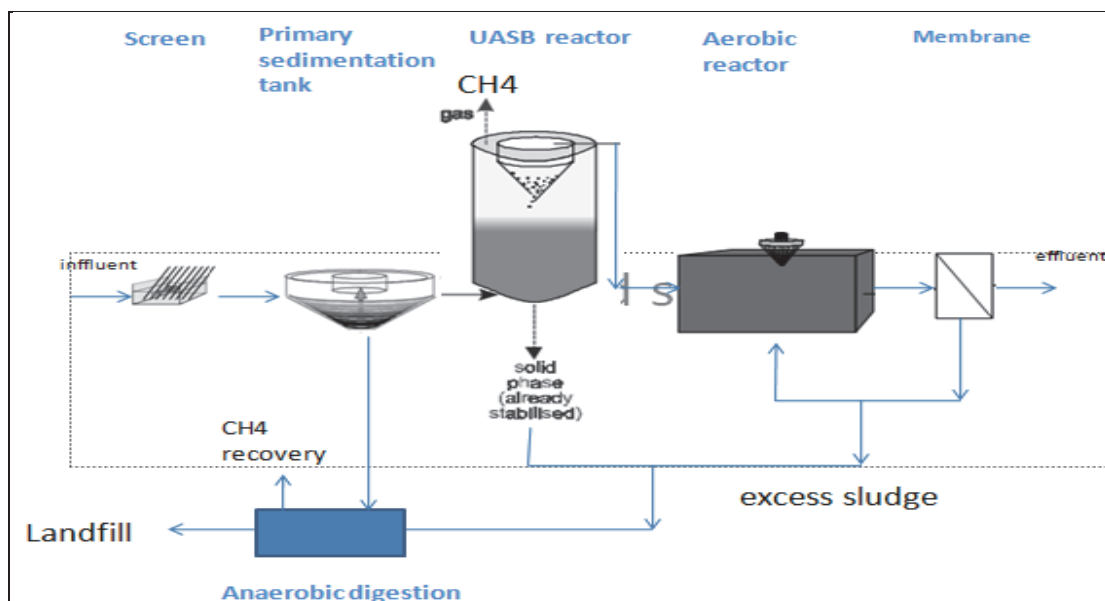 Screen
Primary
sedimentation
tank
UASB reactor
Aerobic
reactor
Membrane
CH4
gas
inffluent
effluent
S
solid
phase
(already
stabilised)
CH4
recovery
excess sludge
Landfill
Anaerobic digestion